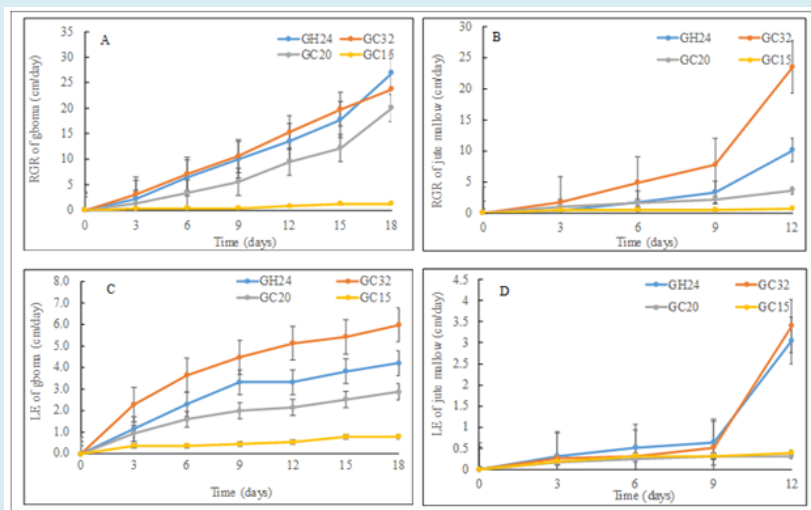 A
GH24 GC32
GC20 GC15
RGR of gboma (cm/day)
35
30
25
20
15
10
5
0
0 3 6 9 12 15 18
Time (days)
B
GH24 GC32
GC20 GC15
RGR of jute mallow (cm/day)
30
25
20
15
10
5
0
0 3 6 9 12
Time (days)
C
GH24 GC32
GC20 GC15
LE of gboma (cm/day)
8.0
7.0
6.0
5.0
4.0
3.0
2.0
1.0
0.0
0 3 6 9 12 15 18
Time (days)
D
GH24 GC32
GC20 GC15
LE of jute mallow (cm/day)
4.5
4
3.5
3
2.5
2
1.5
1
0.5
0
0 3 6 9 12
Time (days)